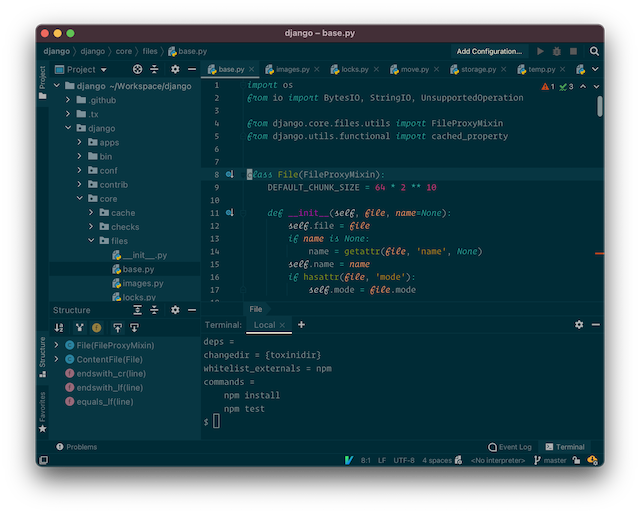 django – base.py
django django core files base.py
Add Configuration...
Project
Project
base.py images.py locks.py move.py storage.py temp.py
django ~/Workspace/django
.github
.tx
django
apps
bin
conf
contrib
core
cache
checks
files
__init__.py
base.py
images.py
locks.py
1 import os
2 from io import BytesIO, StringIO, UnsupportedOperation
3
4 from django.core.files.utils import FileProxyMixin
5 from django.utils.functional import cached_property
6
7
8 class File(FileProxyMixin):
9 DEFAULT_CHUNK_SIZE = 64 * 2 ** 10
10
11 def __init__(self, file, name=None):
12 self.file = file
13 if name is None:
14 name = getattr(file, 'name', None)
15 self.name = name
16 if hasattr(file, 'mode'):
17 self.mode = file.mode
1 3
File
Structure
File(FileProxyMixin)
ContentFile(File)
endswith_cr(line)
endswith_lf(line)
equals_lf(line)
Structure
Favorites
Terminal: Local
deps =
changedir = {toxinidir}
whitelist_externals = npm
commands =
npm install
npm test
$
Problems
Event Log
Terminal
8:1 LF UTF-8 4 spaces <No interpreter> master